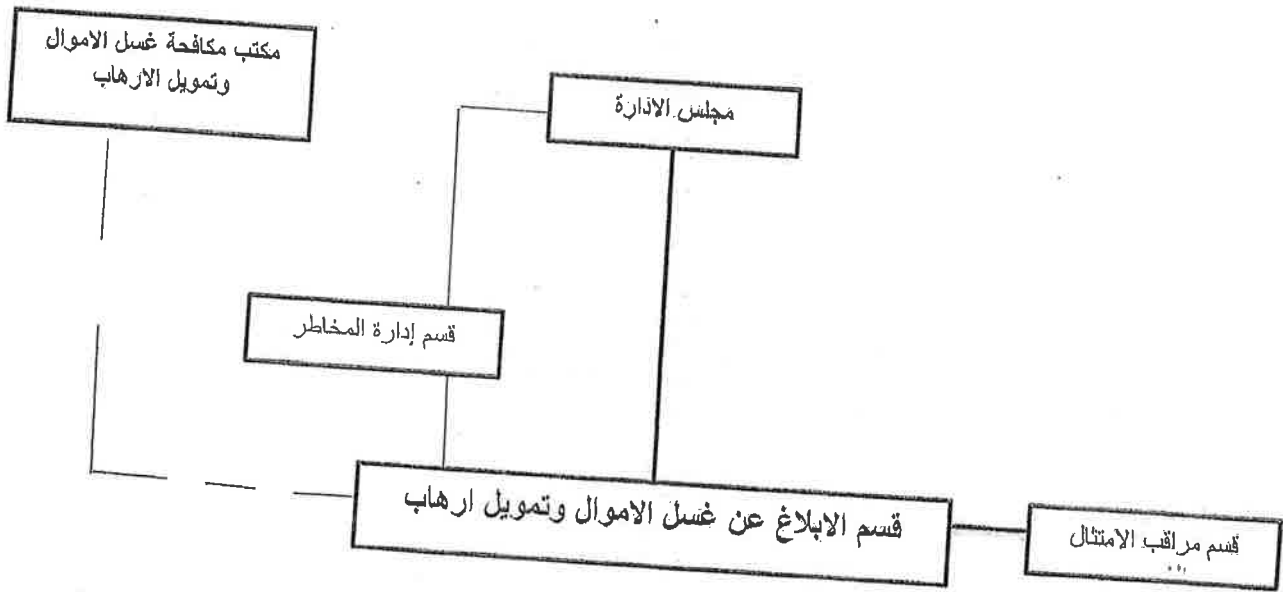 مكتب مكافحة غسل الاموال
وتمويل الارهاب
مجلس الادارة
قسم إدارة المخاطر
قسم الابلاغ عن غسل الاموال وتمويل ارهاب
قسم مراقب الامتثال